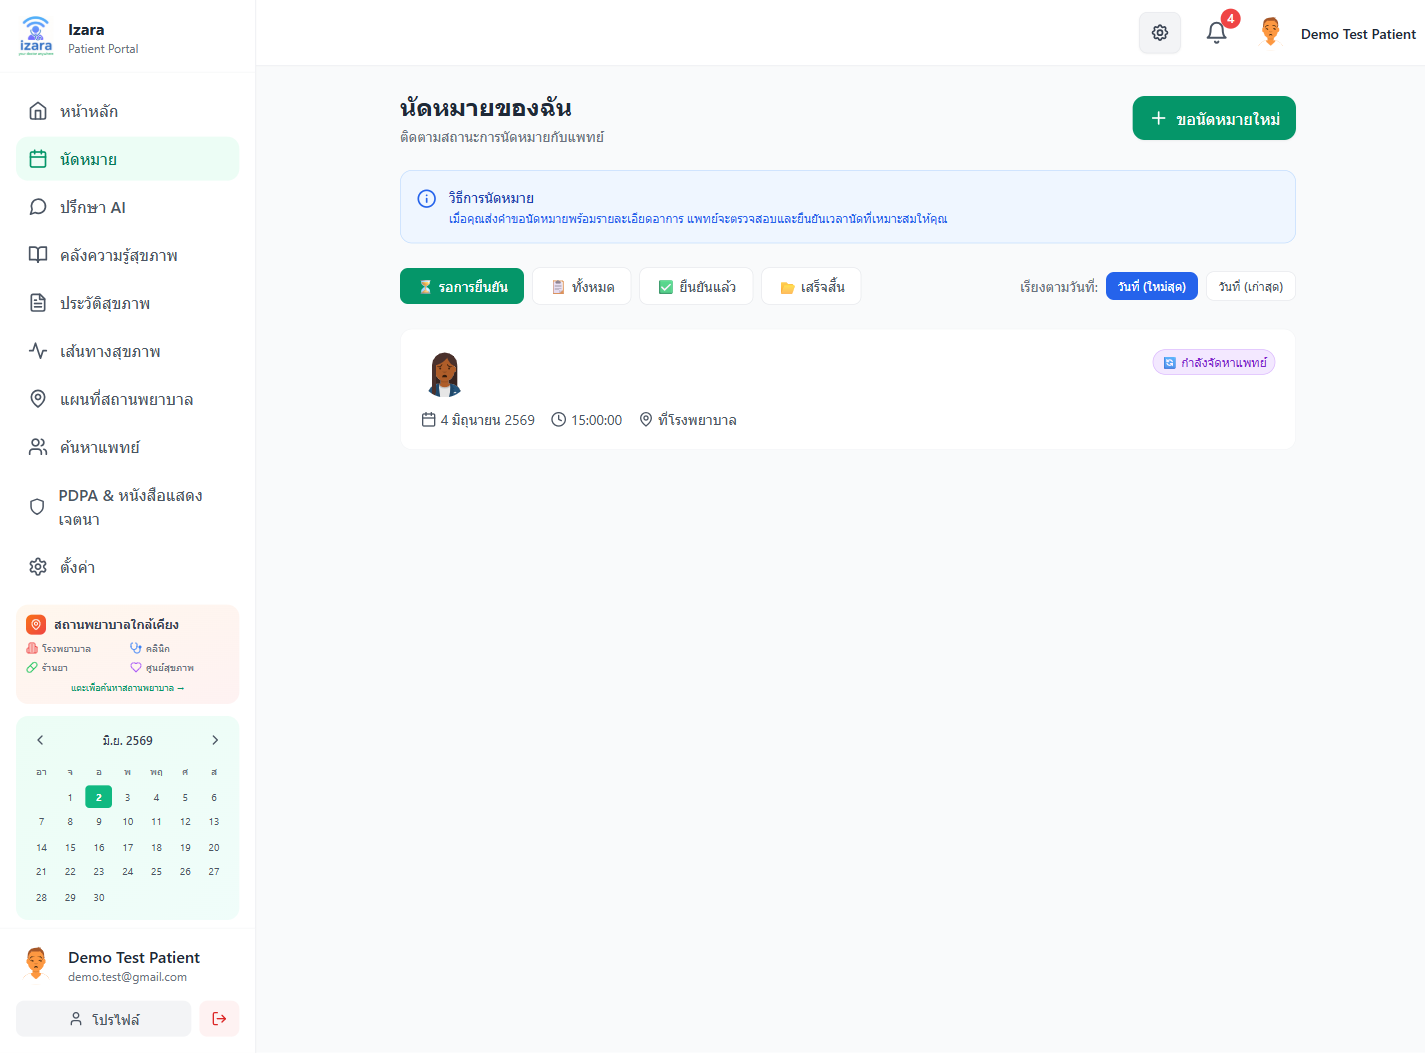 izara
Izara
Patient Portal
4
Demo Test Patient
หน้าหลัก
นัดหมาย
ปรึกษา AI
คลังความรู้สุขภาพ
ประวัติสุขภาพ
เส้นทางสุขภาพ
แผนที่สถานพยาบาล
ค้นหาแพทย์
PDPA & หนังสือแสดง
เจตนา
ตั้งค่า
สถานพยาบาลใกล้เคียง
โรงพยาบาล คลินิก
ร้านยา ศูนย์สุขภาพ
แตะเพื่อค้นหาสถานพยาบาล →
มิ.ย. 2569
อา จ อ พ พฤ ศ ส
1 2 3 4 5 6
7 8 9 10 11 12 13
14 15 16 17 18 19 20
21 22 23 24 25 26 27
28 29 30
Demo Test Patient
demo.test@gmail.com
โปรไฟล์
นัดหมายของฉัน
ติดตามสถานะการนัดหมายกับแพทย์
ขอนัดหมายใหม่
วิธีการนัดหมาย
เมื่อคุณส่งคำขอนัดหมายพร้อมรายละเอียดอาการ แพทย์จะตรวจสอบและยืนยันเวลานัดที่เหมาะสมให้คุณ
รอการยืนยัน ทั้งหมด ยืนยันแล้ว เสร็จสิ้น เรียงตามวันที่: วันที่ (ใหม่สุด) วันที่ (เก่าสุด)
กำลังจัดหาแพทย์
4 มิถุนายน 2569 15:00:00 ที่โรงพยาบาล